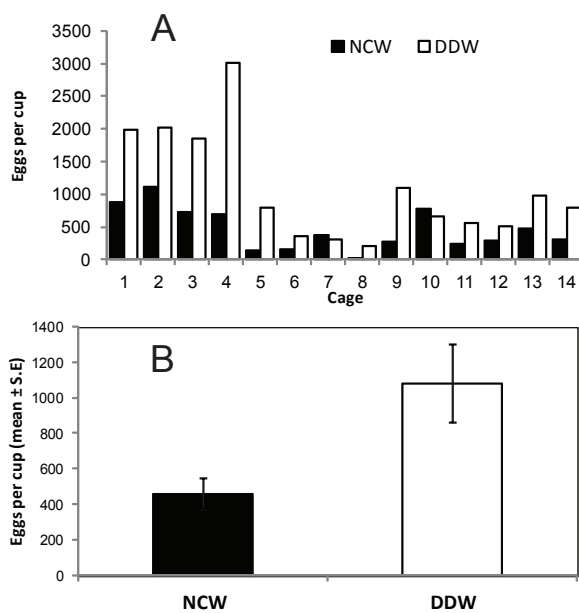 A
NCW DDW
Eggs per cup
3500
3000
2500
2000
1500
1000
500
0
1 2 3 4 5 6 7 8 9 10 11 12 13 14
Cage
B
Eggs per cup (mean ± S.E)
1400
1200
1000
800
600
400
200
0
NCW DDW